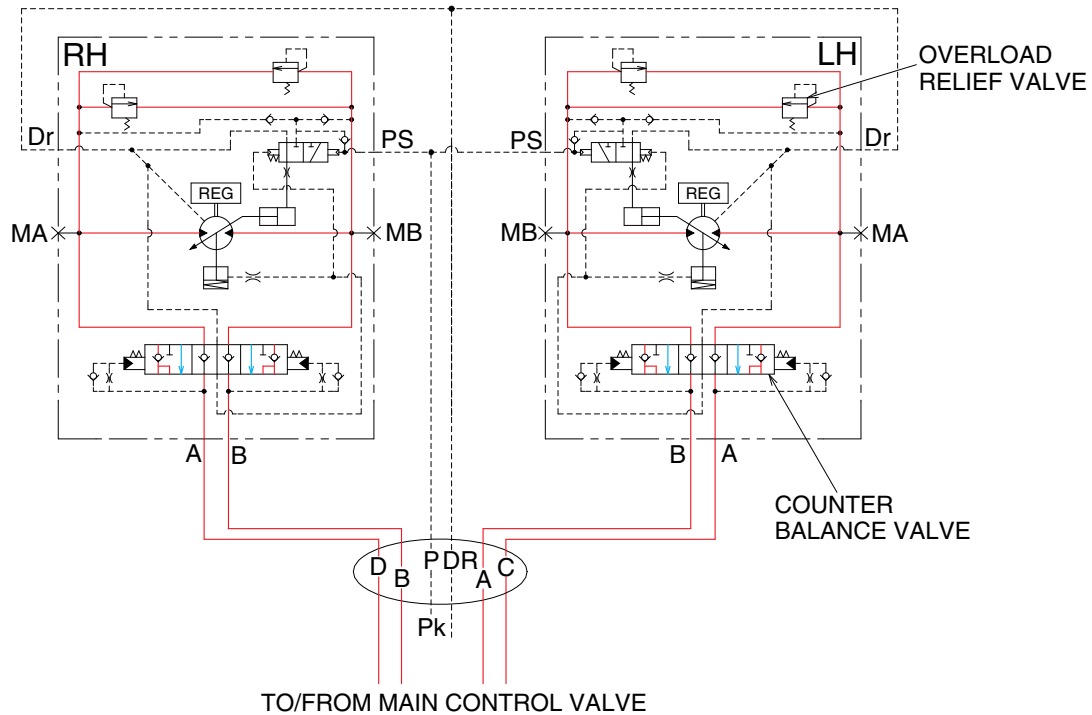 RH
LH
OVERLOAD
RELIEF VALVE
Dr
PS
PS
Dr
REG
REG
MA
MB
MB
MA
A
B
B
A
COUNTER
BALANCE VALVE
D
B
P
DR
A
C
Pk
TO/FROM MAIN CONTROL VALVE